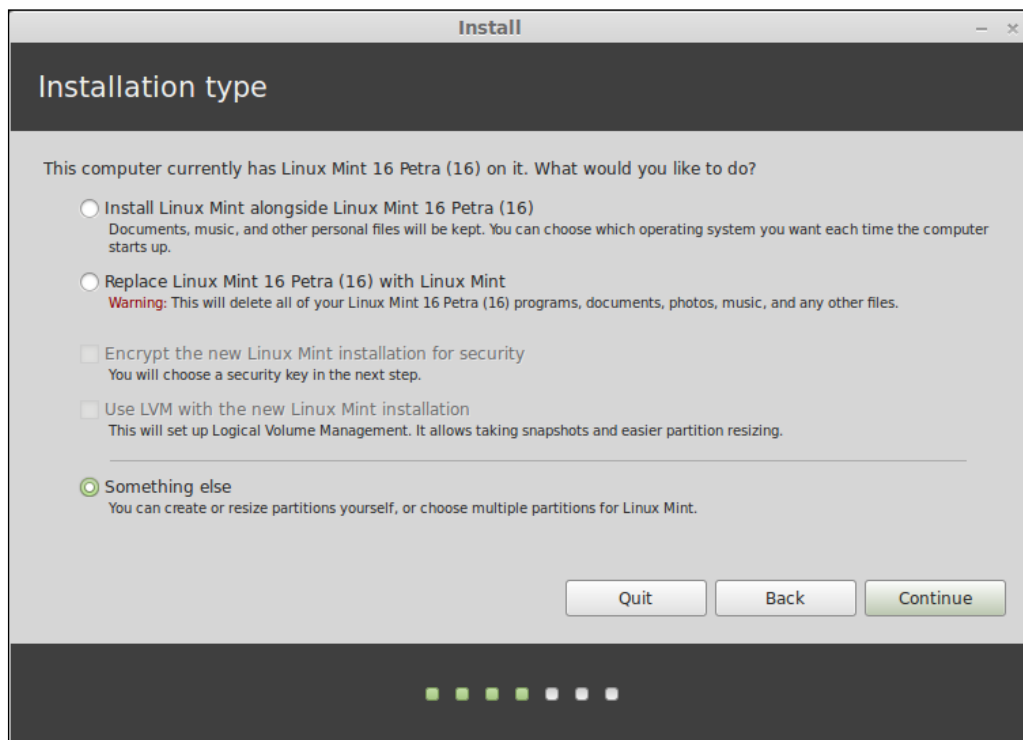 Install
Installation type
This computer currently has Linux Mint 16 Petra (16) on it. What would you like to do?
Install Linux Mint alongside Linux Mint 16 Petra (16)
Documents, music, and other personal files will be kept. You can choose which operating system you want each time the computer
starts up.
Replace Linux Mint 16 Petra (16) with Linux Mint
Warning: This will delete all of your Linux Mint 16 Petra (16) programs, documents, photos, music, and any other files.
Encrypt the new Linux Mint installation for security
You will choose a security key in the next step.
Use LVM with the new Linux Mint installation
This will set up Logical Volume Management. It allows taking snapshots and easier partition resizing.
Something else
You can create or resize partitions yourself, or choose multiple partitions for Linux Mint.
Quit Back Continue